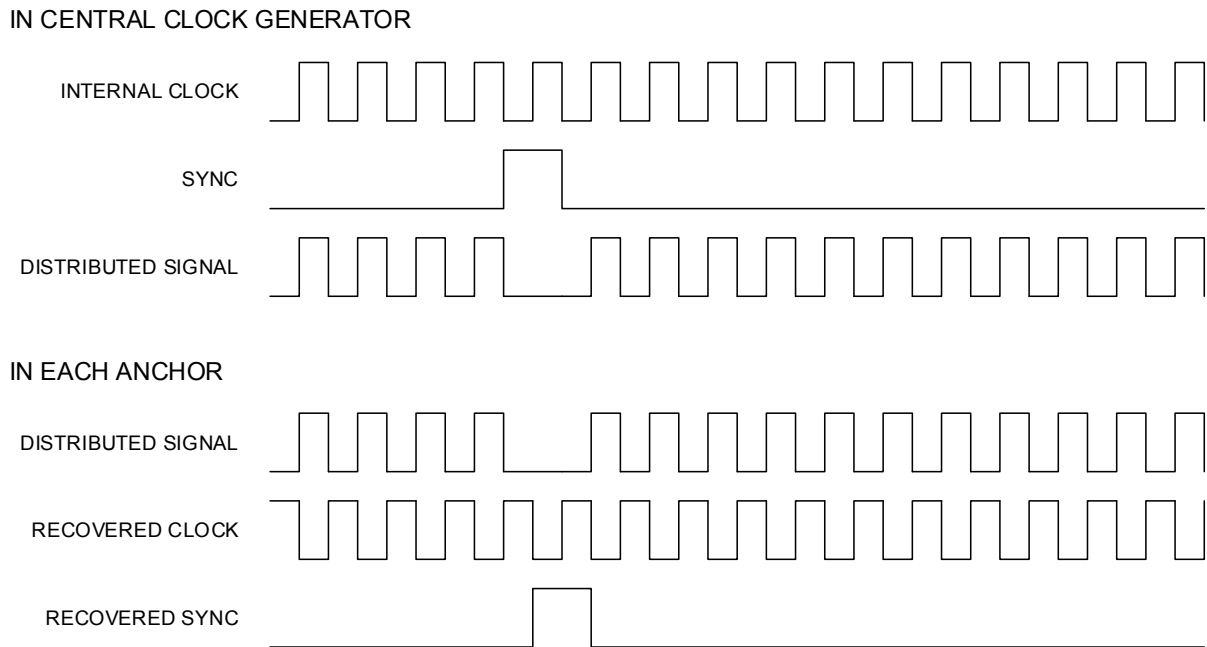 IN CENTRAL CLOCK GENERATOR
INTERNAL CLOCK
SYNC
DISTRIBUTED SIGNAL
IN EACH ANCHOR
DISTRIBUTED SIGNAL
RECOVERED CLOCK
RECOVERED SYNC